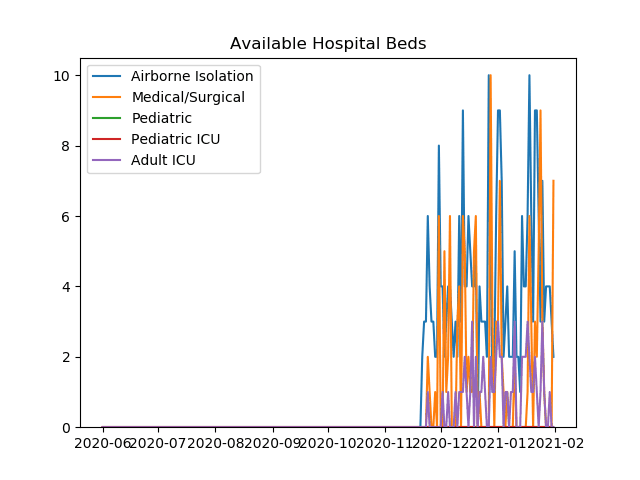 Available Hospital Beds
10
8
6
4
2
0
Airborne Isolation
Medical/Surgical
Pediatric
Pediatric ICU
Adult ICU
2020-06 2020-07 2020-08 2020-09 2020-10 2020-11 2020-12 2021-01 2021-02